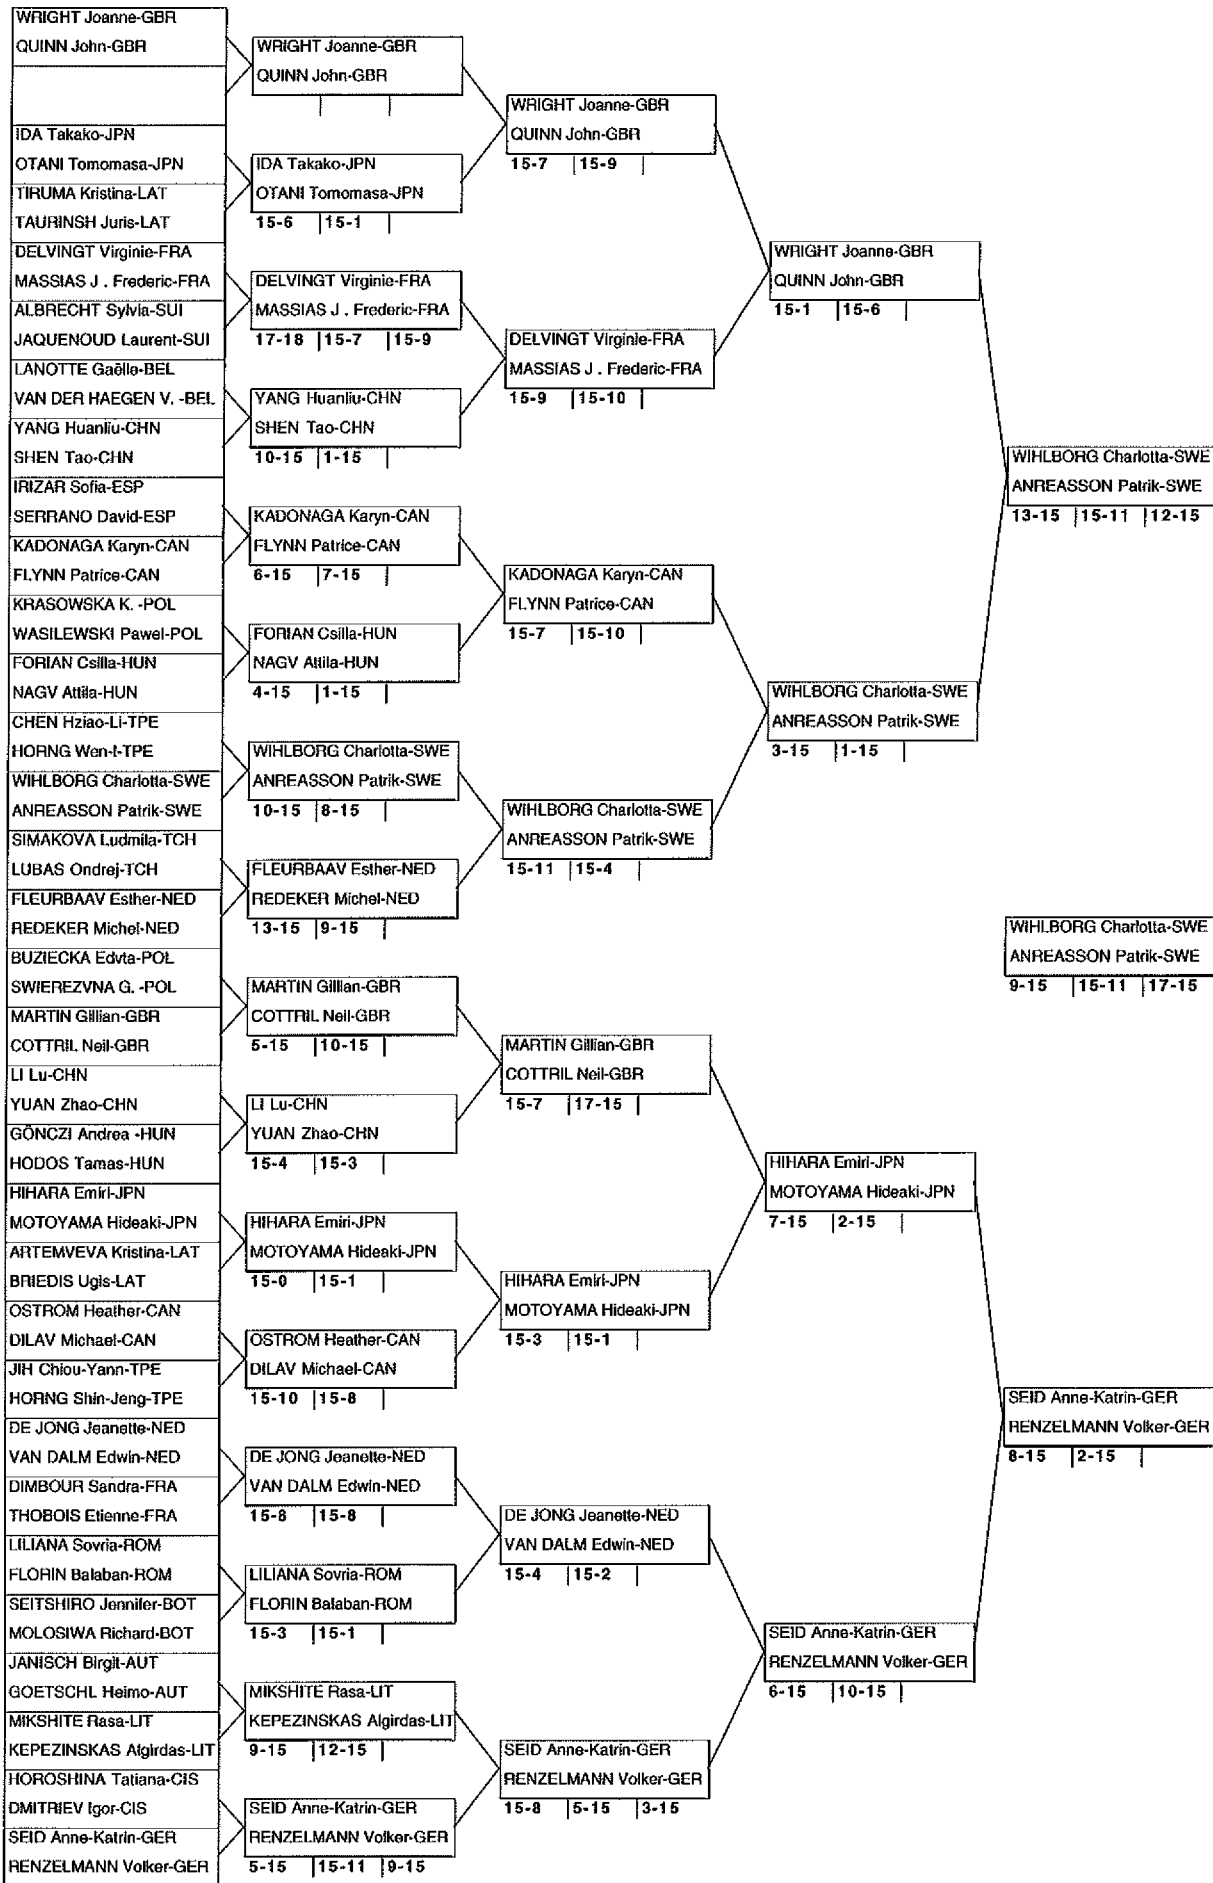 WRIGHT Joanne-GBR
QUINN John-GBR
IDA Takako-JPN
OTANI Tomomasa-JPN
TIRUMA Kristina-LAT
TAURINSH Juris-LAT
DELVINGT Virginie-FRA
MASSIAS J . Frederic-FRA
ALBRECHT Sylvia-SUI
JAQUENOUD Laurent-SUI
LANOTTE Gaëlle-BEL
VAN DER HAEGEN V. -BEL
YANG Huanliu-CHN
SHEN Tao-CHN
IRIZAR Sofia-ESP
SERRANO David-ESP
KADONAGA Karyn-CAN
FLYNN Patrice-CAN
KRASOWSKA K. -POL
WASILEWSKI Pawel-POL
FORIAN Csilla-HUN
NAGV Attila-HUN
CHEN Hziao-Li-TPE
HORNG Wen-I-TPE
WIHLBORG Charlotta-SWE
ANREASSON Patrik-SWE
SIMAKOVA Ludmila-TCH
LUBAS Ondrej-TCH
FLEURBAAV Esther-NED
REDEKER Michel-NED
BUZIECKA Edvta-POL
SWIEREZVNA G. -POL
MARTIN Gillian-GBR
COTTRIL Neil-GBR
LI Lu-CHN
YUAN Zhao-CHN
GÖNCZI Andrea -HUN
HODOS Tamas-HUN
HIHARA Emiri-JPN
MOTOYAMA Hideaki-JPN
ARTEMVEVA Kristina-LAT
BRIEDIS Ugis-LAT
OSTROM Heather-CAN
DILAV Michael-CAN
JIH Chiou-Yann-TPE
HORNG Shin-Jeng-TPE
DE JONG Jeanette-NED
VAN DALM Edwin-NED
DIMBOUR Sandra-FRA
THOBOIS Etienne-FRA
LILIANA Sovria-ROM
FLORIN Balaban-ROM
SEITSHIRO Jennifer-BOT
MOLOSIWA Richard-BOT
JANISCH Birgit-AUT
GOETSCHL Heimo-AUT
MIKSHITE Rasa-LIT
KEPEZINSKAS Algirdas-LIT
HOROSHINA Tatiana-CIS
DMITRIEV Igor-CIS
SEID Anne-Katrin-GER
RENZELMANN Volker-GER
WRIGHT Joanne-GBR
QUINN John-GBR
IDA Takako-JPN
OTANI Tomomasa-JPN
15-6 15-1
DELVINGT Virginie-FRA
MASSIAS J . Frederic-FRA
17-18 15-7 15-9
YANG Huanliu-CHN
SHEN Tao-CHN
10-15 1-15
KADONAGA Karyn-CAN
FLYNN Patrice-CAN
6-15 7-15
FORIAN Csilla-HUN
NAGV Attila-HUN
4-15 1-15
WIHLBORG Charlotta-SWE
ANREASSON Patrik-SWE
10-15 8-15
FLEURBAAV Esther-NED
REDEKER Michel-NED
13-15 9-15
MARTIN Gillian-GBR
COTTRIL Neil-GBR
5-15 10-15
LI Lu-CHN
YUAN Zhao-CHN
15-4 15-3
HIHARA Emiri-JPN
MOTOYAMA Hideaki-JPN
15-0 15-1
OSTROM Heather-CAN
DILAV Michael-CAN
15-10 15-8
DE JONG Jeanette-NED
VAN DALM Edwin-NED
15-8 15-8
LILIANA Sovria-ROM
FLORIN Balaban-ROM
15-3 15-1
MIKSHITE Rasa-LIT
KEPEZINSKAS Algirdas-LIT
9-15 12-15
SEID Anne-Katrin-GER
RENZELMANN Volker-GER
5-15 15-11 9-15
WRIGHT Joanne-GBR
QUINN John-GBR
15-7 15-9
DELVINGT Virginie-FRA
MASSIAS J . Frederic-FRA
15-9 15-10
KADONAGA Karyn-CAN
FLYNN Patrice-CAN
15-7 15-10
WIHLBORG Charlotta-SWE
ANREASSON Patrik-SWE
15-11 15-4
MARTIN Gillian-GBR
COTTRIL Neil-GBR
15-7 17-15
HIHARA Emiri-JPN
MOTOYAMA Hideaki-JPN
15-3 15-1
DE JONG Jeanette-NED
VAN DALM Edwin-NED
15-4 15-2
SEID Anne-Katrin-GER
RENZELMANN Volker-GER
15-8 5-15 3-15
WRIGHT Joanne-GBR
QUINN John-GBR
15-1 15-6
WIHLBORG Charlotta-SWE
ANREASSON Patrik-SWE
3-15 1-15
HIHARA Emiri-JPN
MOTOYAMA Hideaki-JPN
7-15 2-15
SEID Anne-Katrin-GER
RENZELMANN Volker-GER
6-15 10-15
WIHLBORG Charlotta-SWE
ANREASSON Patrik-SWE
13-15 15-11 12-15
WIHLBORG Charlotta-SWE
ANREASSON Patrik-SWE
9-15 15-11 17-15
SEID Anne-Katrin-GER
RENZELMANN Volker-GER
8-15 2-15